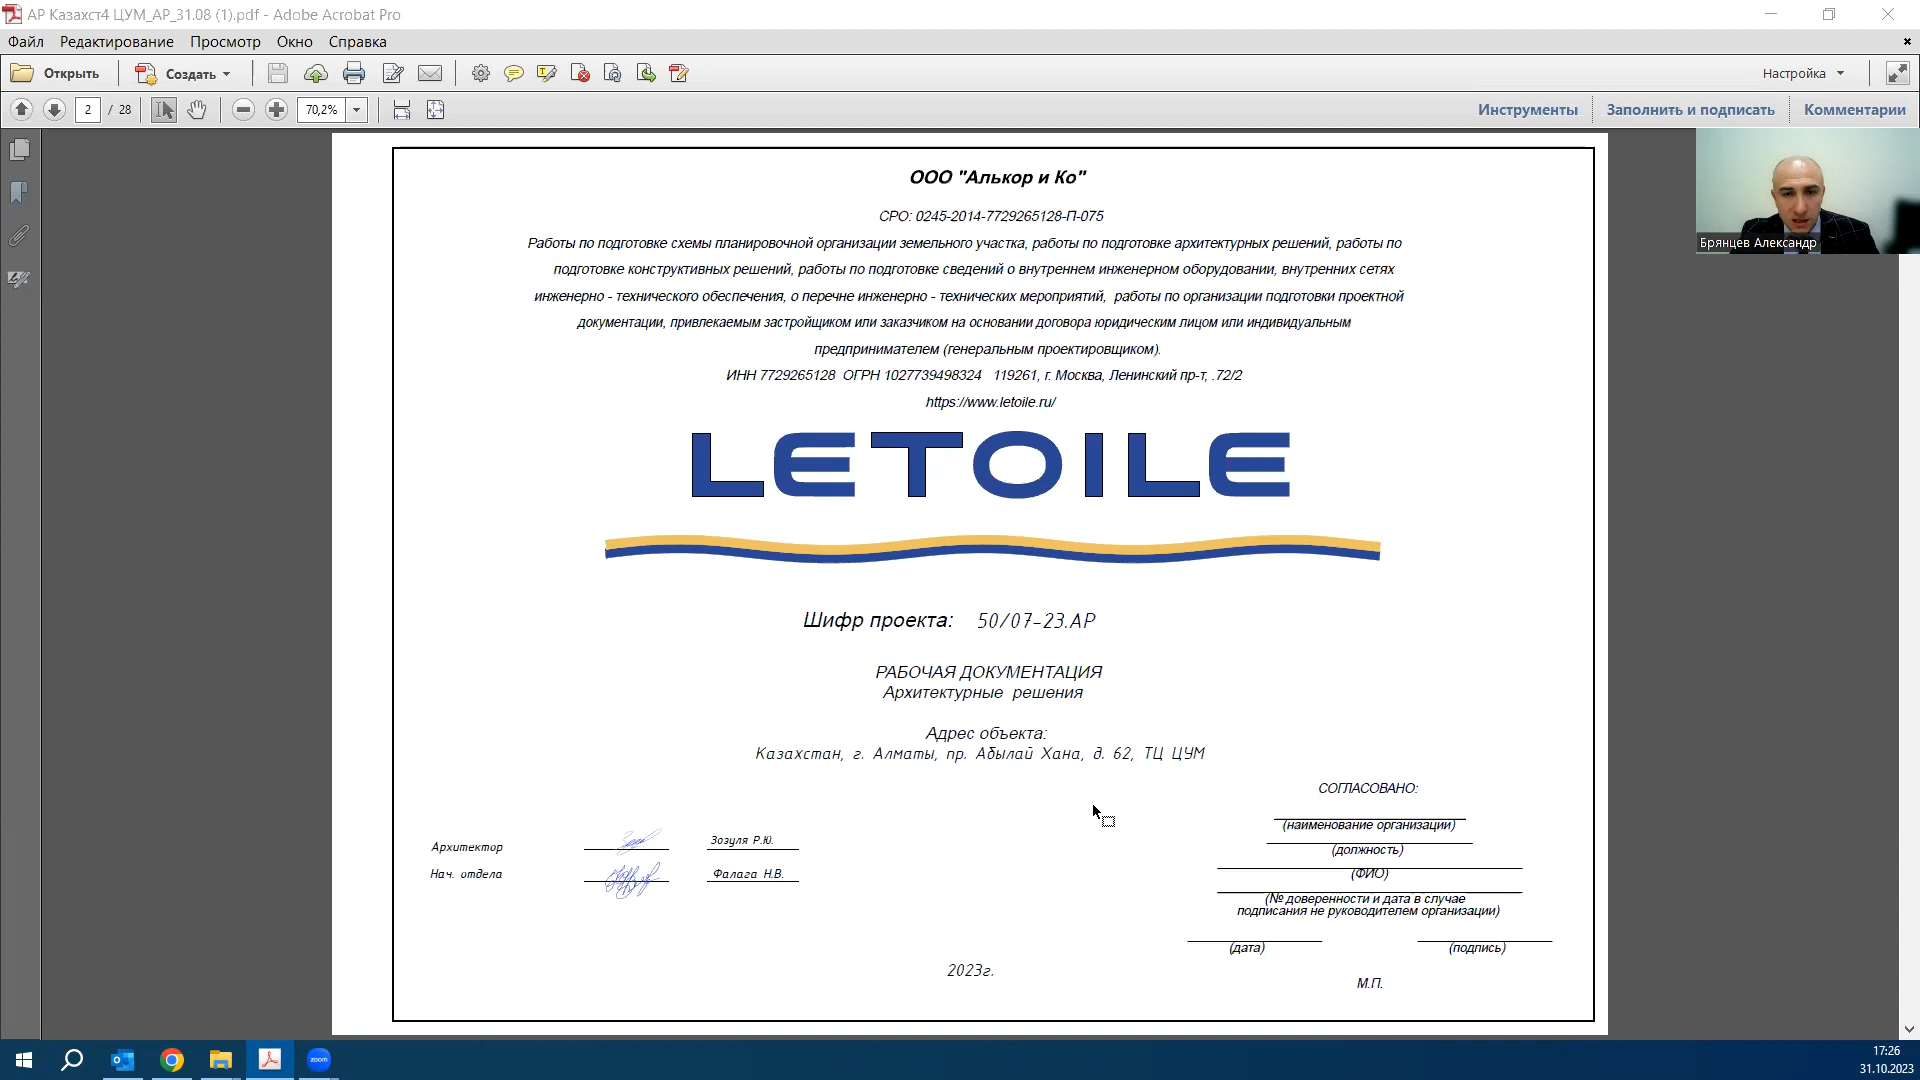 АР Казахст4 ЦУМ_АР_31.08 (1).pdf - Adobe Acrobat Pro
Файл Редактирование Просмотр Окно Справка
Открыть Создать Настройка
2 / 28 70,2% Инструменты Заполнить и подписать Комментарии
Брянцев Александр
ООО "Алькор и Ко"
СРО: 0245-2014-7729265128-П-075
Работы по подготовке схемы планировочной организации земельного участка, работы по подготовке архитектурных решений, работы по
подготовке конструктивных решений, работы по подготовке сведений о внутреннем инженерном оборудовании, внутренних сетях
инженерно - технического обеспечения, о перечне инженерно - технических мероприятий, работы по организации подготовки проектной
документации, привлекаемым застройщиком или заказчиком на основании договора юридическим лицом или индивидуальным
предпринимателем (генеральным проектировщиком).
ИНН 7729265128 ОГРН 1027739498324 119261, г. Москва, Ленинский пр-т, .72/2
https://www.letoile.ru/
LETOILE
Шифр проекта: 50/07-23.АР
РАБОЧАЯ ДОКУМЕНТАЦИЯ
Архитектурные решения
Адрес объекта:
Казахстан, г. Алматы, пр. Абылай Хана, д. 62, ТЦ ЦУМ
Архитектор Зозуля Р.Ю.
Нач. отдела Фалага Н.В.
СОГЛАСОВАНО:
(наименование организации)
(должность)
(ФИО)
(№ доверенности и дата в случае
подписания не руководителем организации)
(дата) (подпись)
М.П.
2023г.
zoom
17:26
31.10.2023